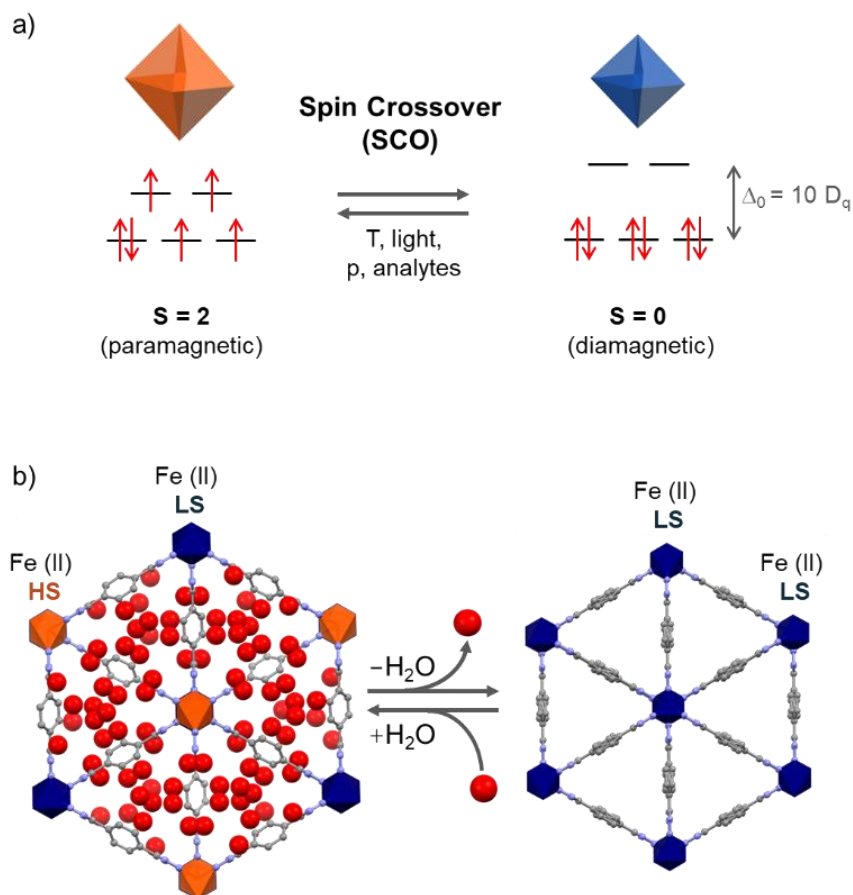 a)
Spin Crossover
(SCO)
Δ₀ = 10 D_q
T, light,
p, analytes
S = 2
(paramagnetic)
S = 0
(diamagnetic)
b)
Fe (II)
LS
Fe (II)
HS
Fe (II)
LS
Fe (II)
LS
−H₂O
+H₂O